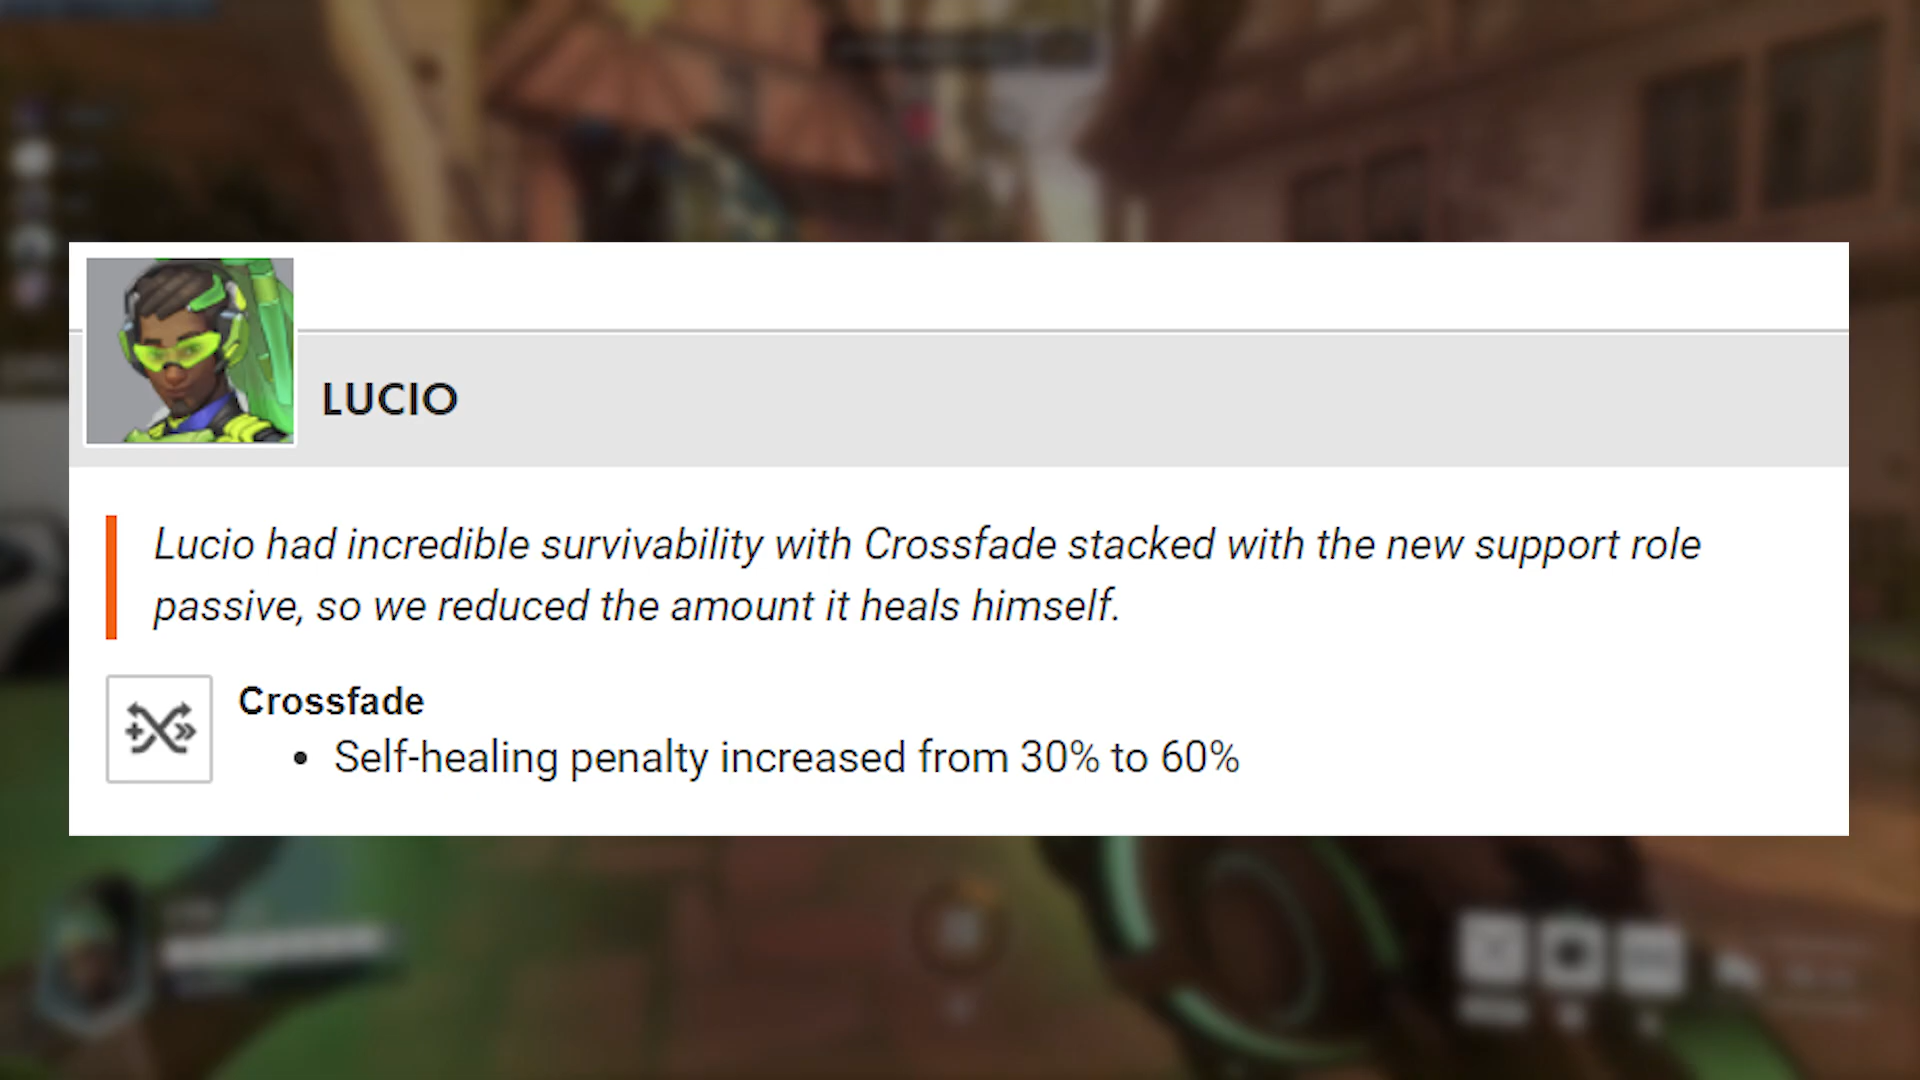 LUCIO
Lucio had incredible survivability with Crossfade stacked with the new support role
passive, so we reduced the amount it heals himself.
Crossfade
• Self-healing penalty increased from 30% to 60%